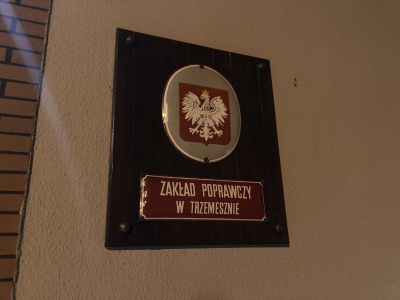 ZAKŁAD POPRAWCZY
W TRZEMESZNIE